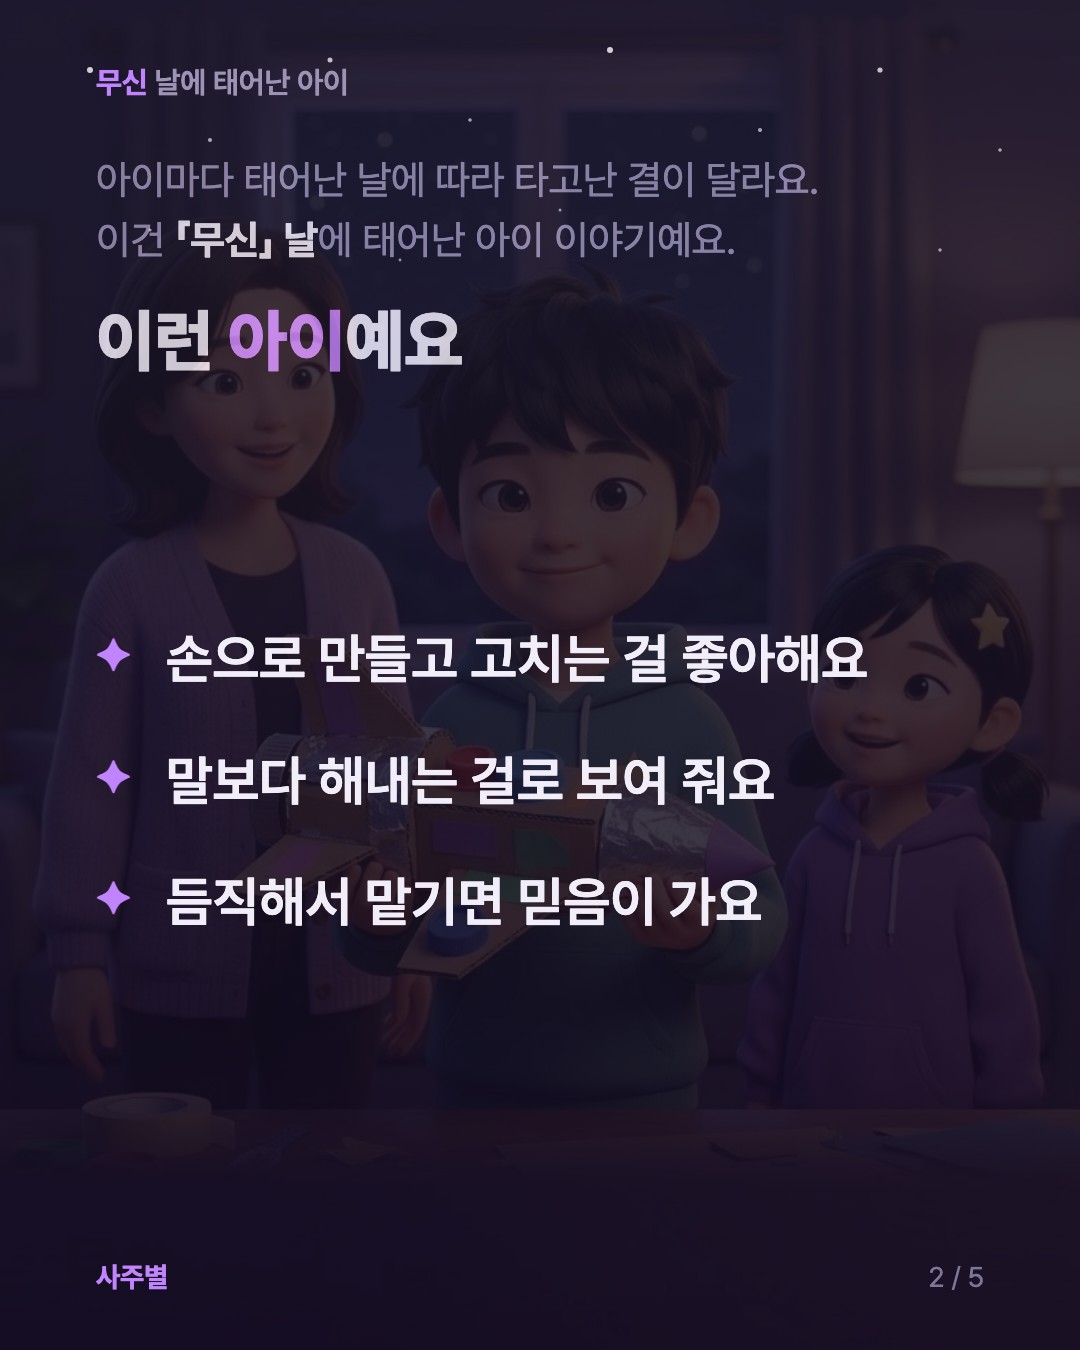 무신 날에 태어난 아이
아이마다 태어난 날에 따라 타고난 결이 달라요.
이건 「무신」 날에 태어난 아이 이야기예요.
이런 아이예요
손으로 만들고 고치는 걸 좋아해요
말보다 해내는 걸로 보여 줘요
듬직해서 맡기면 믿음이 가요
사주별
2 / 5